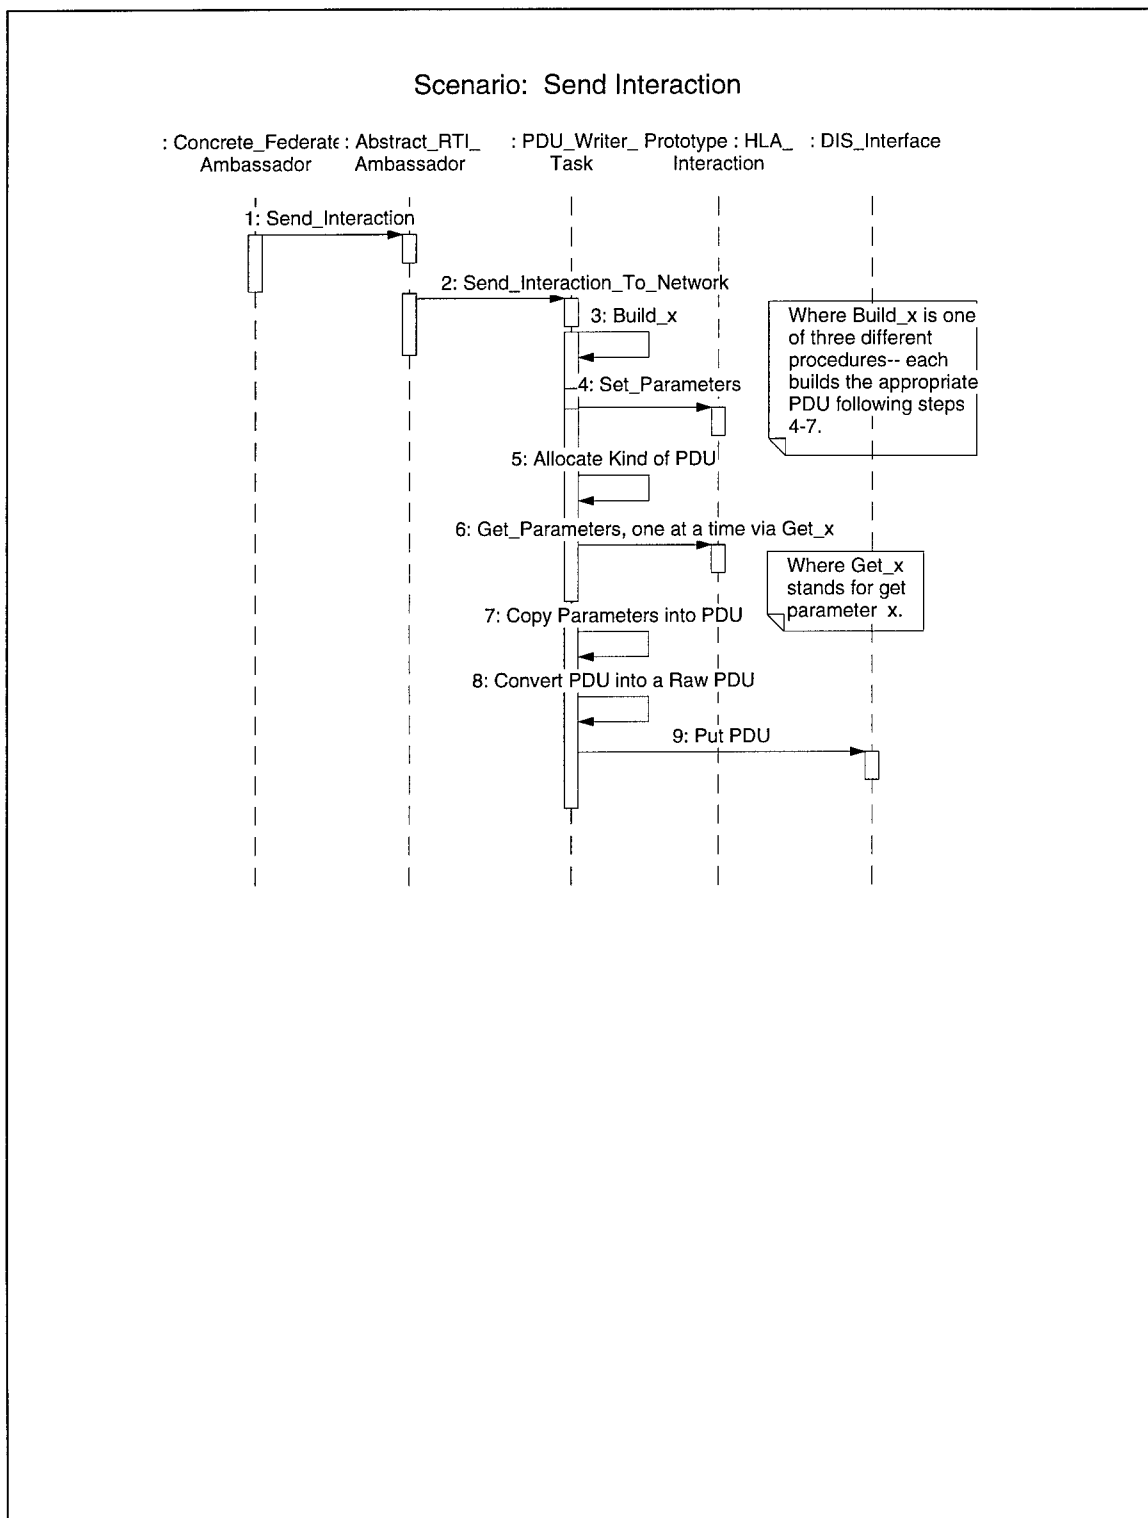 Scenario: Send Interaction
: Concrete_Federate : Abstract_RTI_ : PDU_Writer_ Prototype : HLA_ : DIS_Interface
Ambassador Ambassador Task Interaction
1: Send_Interaction
2: Send_Interaction_To_Network
3: Build_x
Where Build_x is one
of three different
procedures-- each
builds the appropriate
PDU following steps
4-7.
4: Set_Parameters
5: Allocate Kind of PDU
6: Get_Parameters, one at a time via Get_x
Where Get_x
stands for get
parameter x.
7: Copy Parameters into PDU
8: Convert PDU into a Raw PDU
9: Put PDU